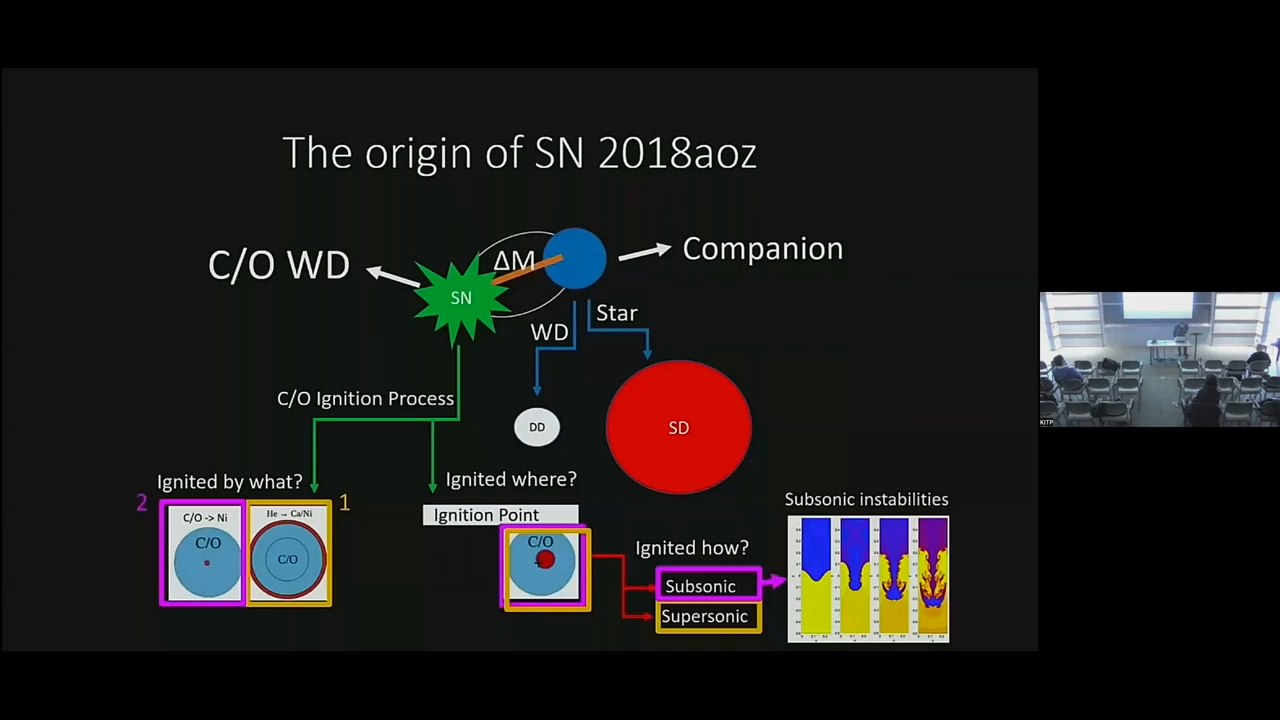 The origin of SN 2018aoz
C/O WD
SN
ΔM
Companion
WD
Star
C/O Ignition Process
DD
SD
Ignited by what?
Ignited where?
2
C/O -> Ni
C/O
He → Ca/Ni
C/O
1
Ignition Point
C/O
Ignited how?
Subsonic
Supersonic
Subsonic instabilities
KITP